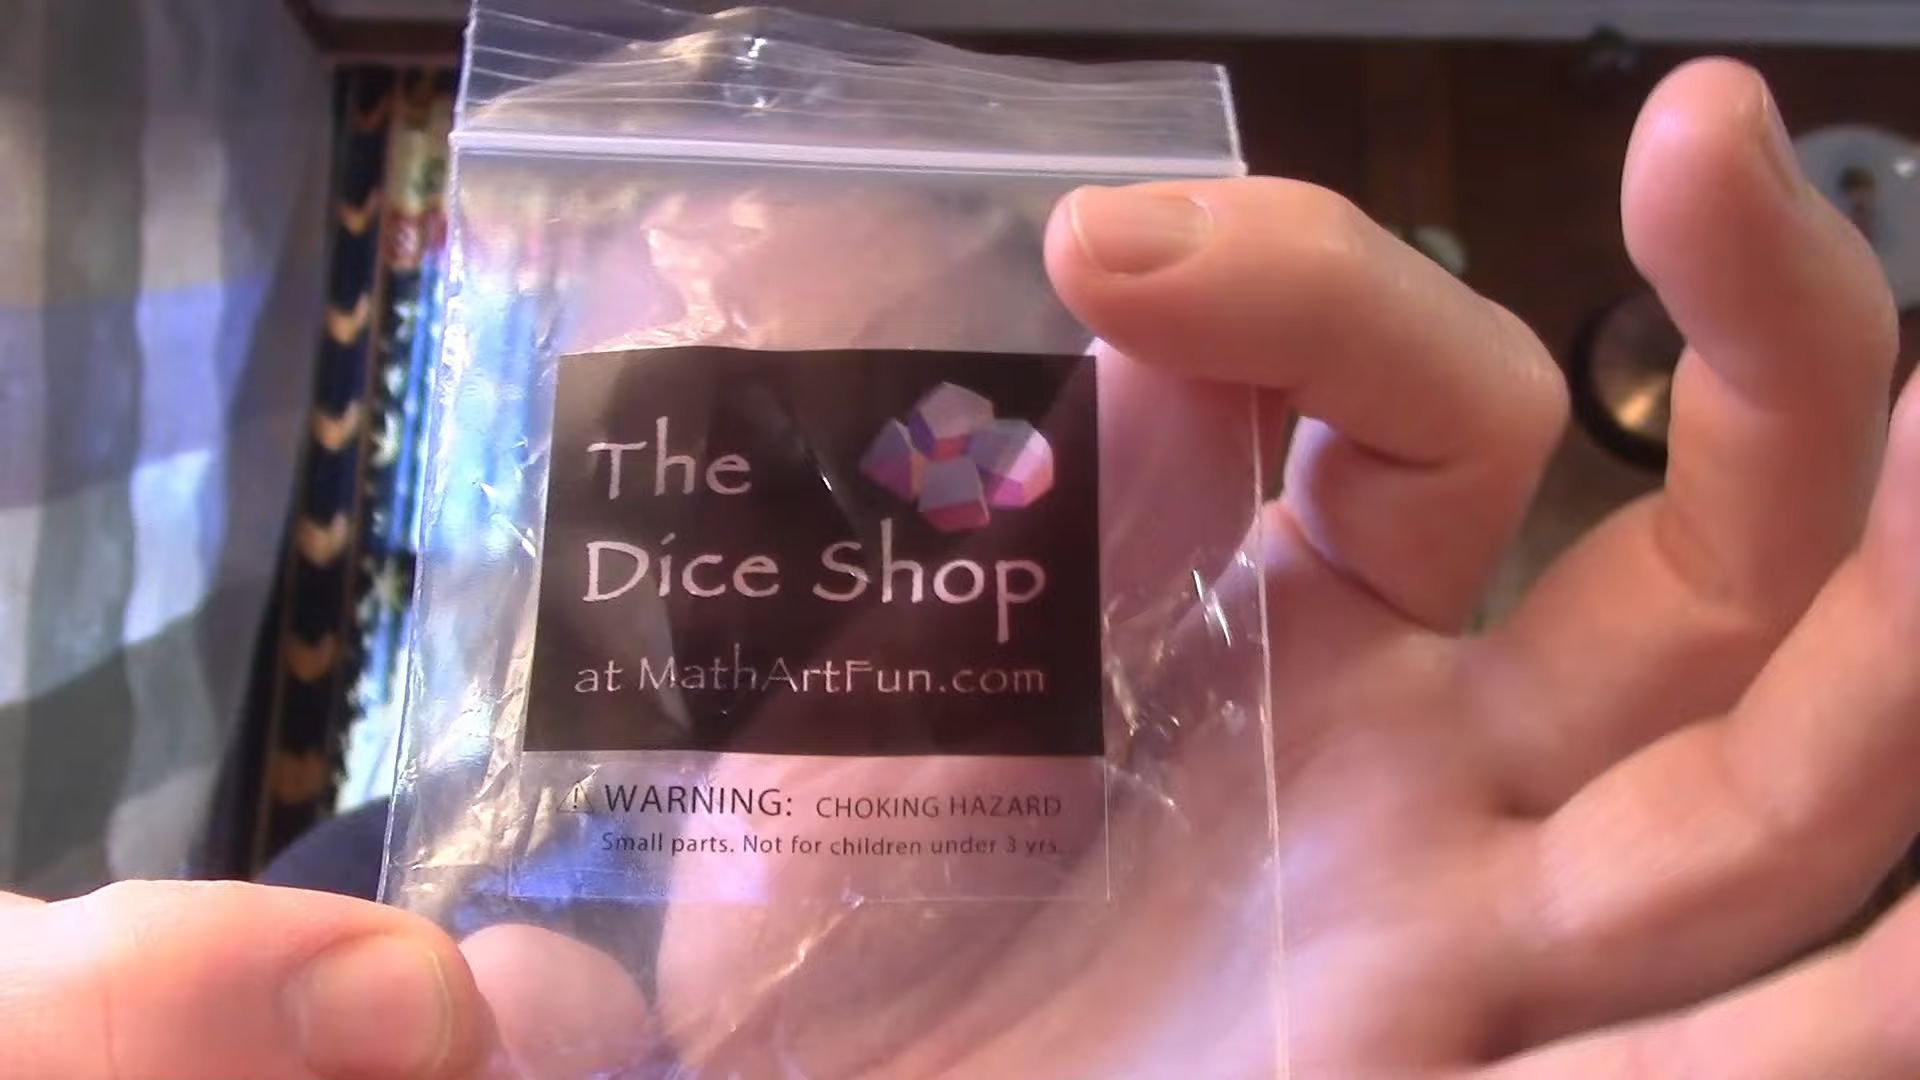 The
Dice Shop
at MathArtFun.com
WARNING: CHOKING HAZARD
Small parts. Not for children under 3 yrs.